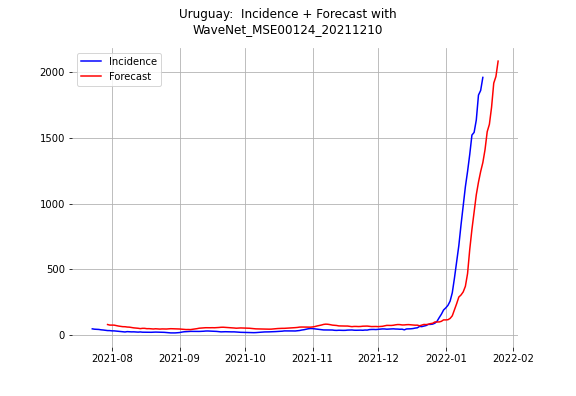 Uruguay:  Incidence + Forecast with
WaveNet_MSE00124_20211210
Incidence
Forecast
2000
1500
1000
500
0
2021-08 2021-09 2021-10 2021-11 2021-12 2022-01 2022-02